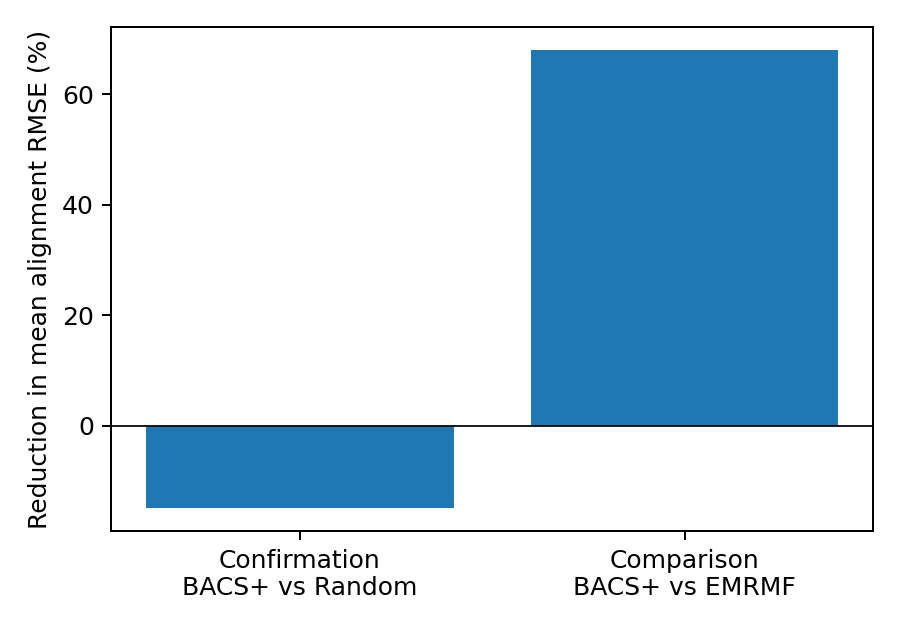 Reduction in mean alignment RMSE (%)
60
40
20
0
Confirmation
BACS+ vs Random
Comparison
BACS+ vs EMRMF